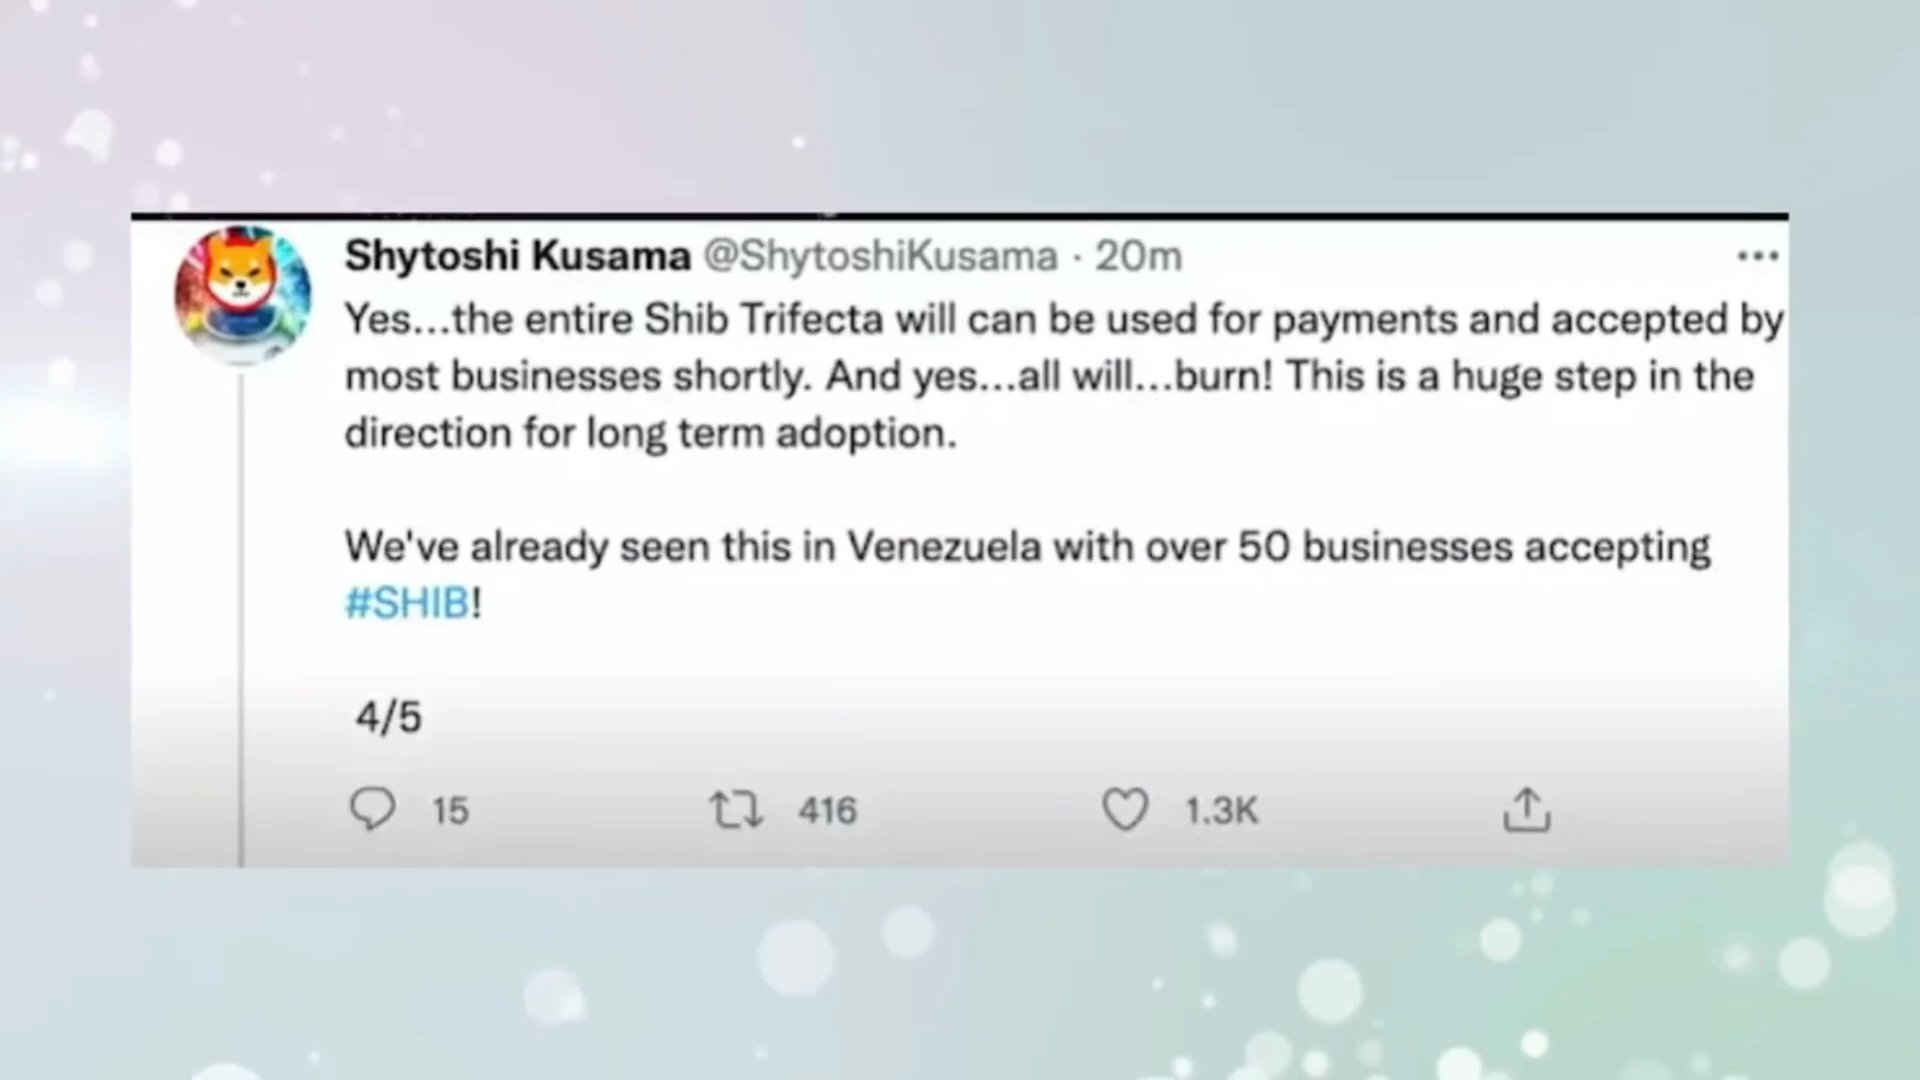 Shytoshi Kusama @ShytoshiKusama · 20m
Yes...the entire Shib Trifecta will can be used for payments and accepted by
most businesses shortly. And yes...all will...burn! This is a huge step in the
direction for long term adoption.
We've already seen this in Venezuela with over 50 businesses accepting
#SHIB!
4/5
15 416 1.3K